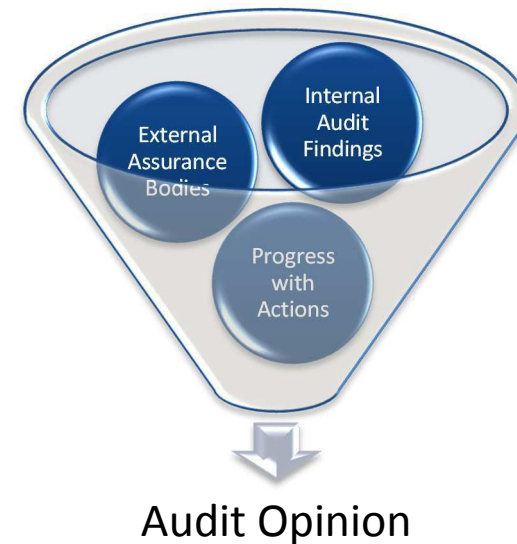 Internal
Audit
Findings
External
Assurance
Bodies
Progress
with
Actions
Audit Opinion